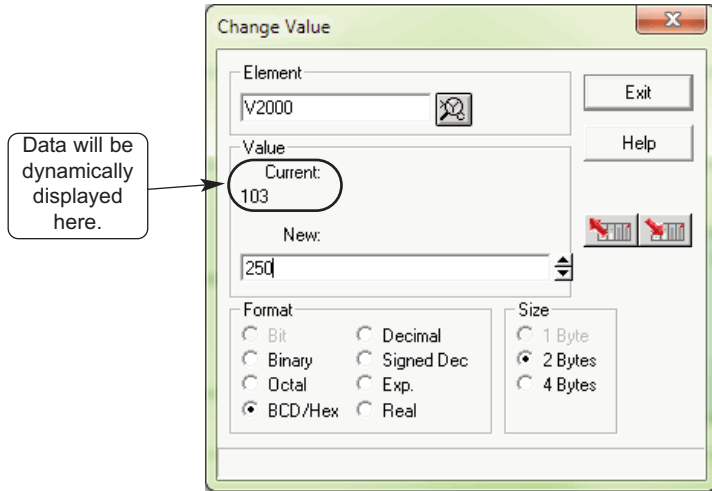 Change Value
Element
V2000
Exit
Help
Value
Current:
103
Data will be
dynamically
displayed
here.
New:
250
Format
Bit
Binary
Octal
BCD/Hex
Decimal
Signed Dec
Exp.
Real
Size
1 Byte
2 Bytes
4 Bytes